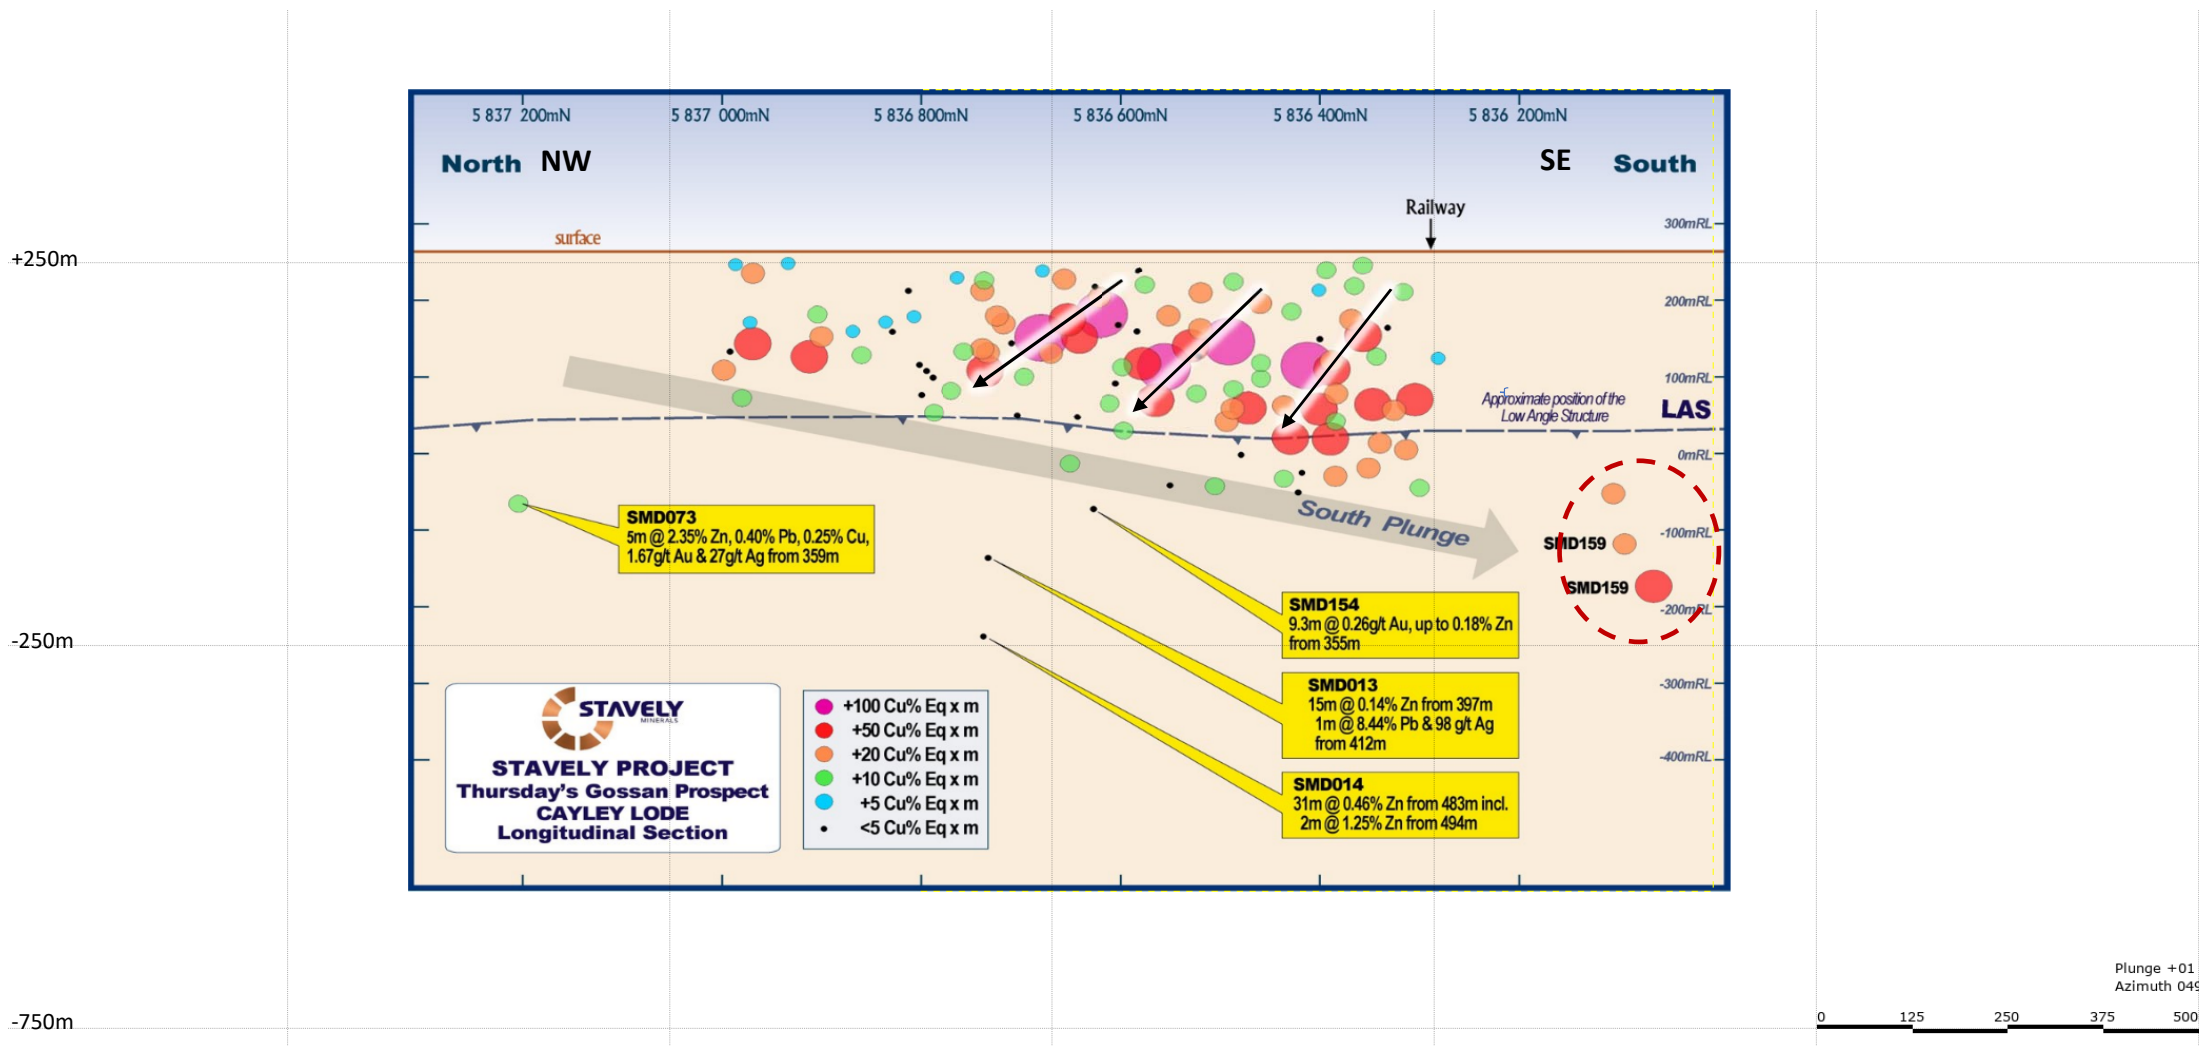 5 837 200mN
5 837 000mN
5 836 800mN
5 836 600mN
5 836 400mN
5 836 200mN
North
NW
SE
South
Railway
300mRL
surface
+250m
200mRL
100mRL
Approximate position of the
Low Angle Structure
LAS
0mRL
South Plunge
SMD073
5m @ 2.35% Zn, 0.40% Pb, 0.25% Cu,
1.67g/t Au & 27g/t Ag from 359m
-100mRL
SMD159
SMD159
-200mRL
SMD154
9.3m @ 0.26g/t Au, up to 0.18% Zn
from 355m
-250m
SMD013
15m @ 0.14% Zn from 397m
1m @ 8.44% Pb & 98 g/t Ag
from 412m
-300mRL
SMD014
31m @ 0.46% Zn from 483m incl.
2m @ 1.25% Zn from 494m
-400mRL
STAVELY
MINERALS
STAVELY PROJECT
Thursday's Gossan Prospect
CAYLEY LODE
Longitudinal Section
+100 Cu% Eq x m
+50 Cu% Eq x m
+20 Cu% Eq x m
+10 Cu% Eq x m
+5 Cu% Eq x m
<5 Cu% Eq x m
-750m
Plunge +01
Azimuth 049
0 125 250 375 500